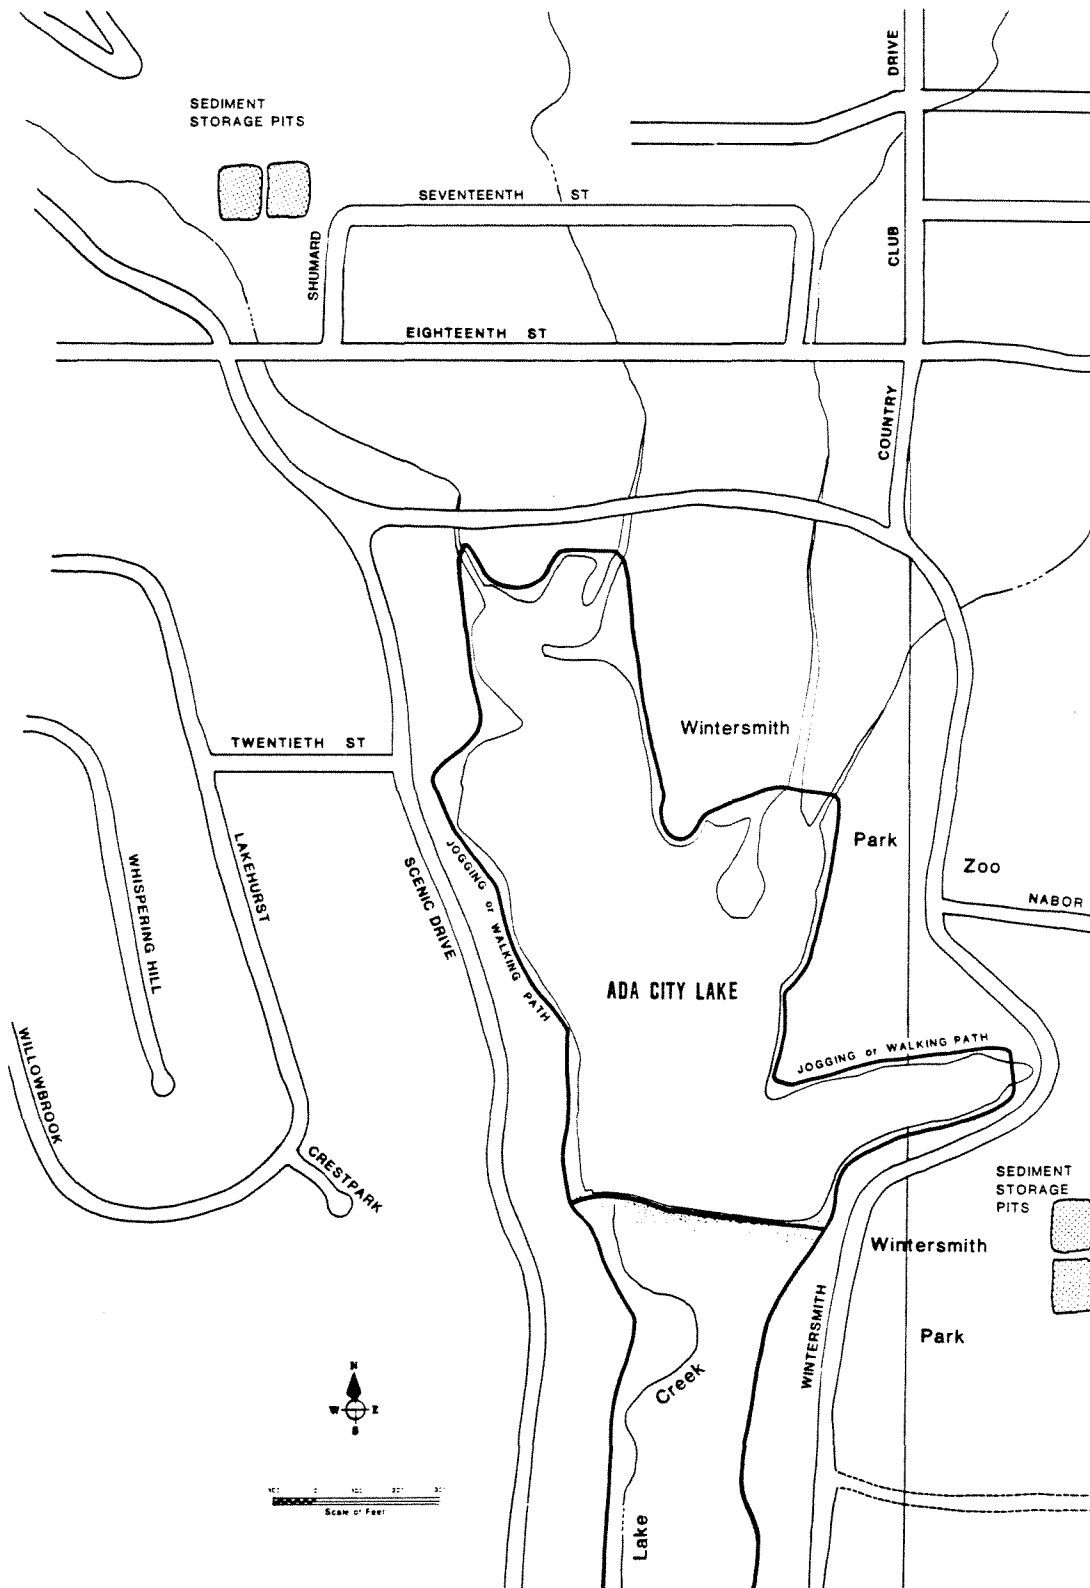 DRIVE
SEDIMENT
STORAGE PITS
SEVENTEENTH ST
SHUMARD
CLUB
EIGHTEENTH ST
COUNTRY
Wintersmith
TWENTIETH ST
Park
Zoo
LAKEHURST
JOGGING or WALKING PATH
SCENIC DRIVE
WHISPERING HILL
NABOR
ADA CITY LAKE
WILLOWBROOK
JOGGING or WALKING PATH
CRESTPARK
SEDIMENT
STORAGE
PITS
Wintersmith
WINTERSMITH
Park
N
W E
S
Creek
Lake
Scale of Feet